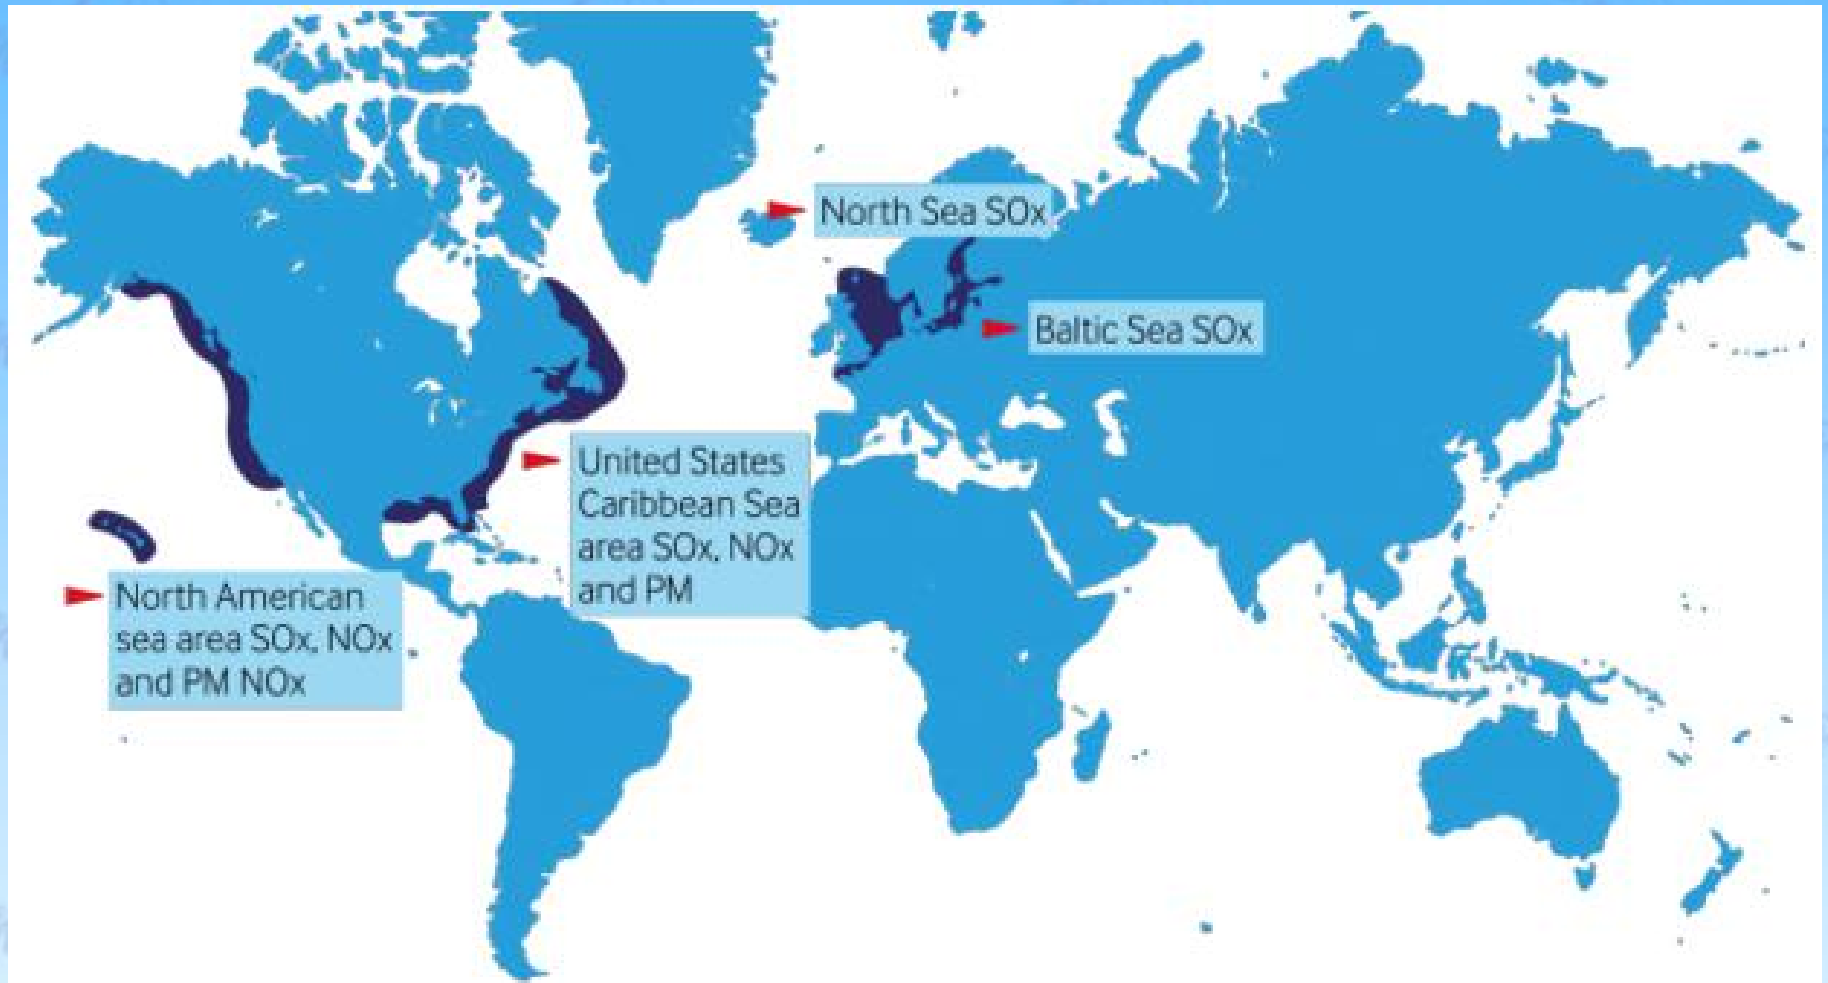 North Sea SOx
Baltic Sea SOx
United States
Caribbean Sea
area SOx, NOx
and PM
North American
sea area SOx, NOx
and PM NOx